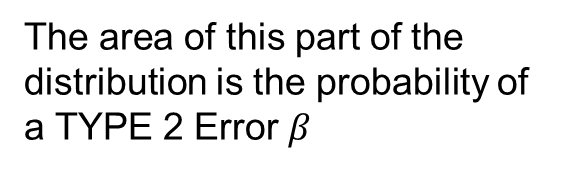 The area of this part of the
distribution is the probability of
a TYPE 2 Error β